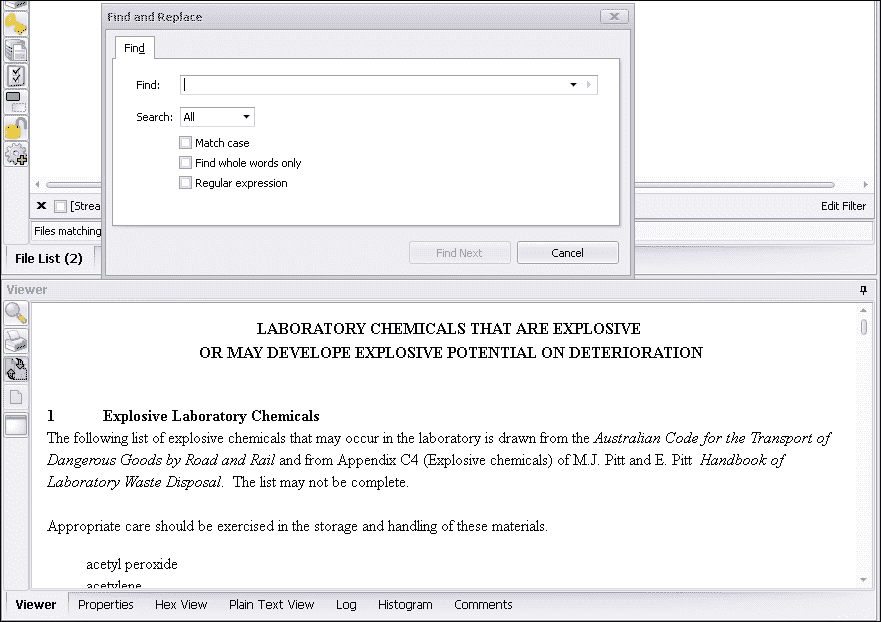 Find and Replace
Find
Find:
Search: All
Match case
Find whole words only
Regular expression
[Strea
Edit Filter
Files matching
Find Next
Cancel
File List (2)
Viewer
LABORATORY CHEMICALS THAT ARE EXPLOSIVE
OR MAY DEVELOPE EXPLOSIVE POTENTIAL ON DETERIORATION
1 Explosive Laboratory Chemicals
The following list of explosive chemicals that may occur in the laboratory is drawn from the Australian Code for the Transport of
Dangerous Goods by Road and Rail and from Appendix C4 (Explosive chemicals) of M.J. Pitt and E. Pitt Handbook of
Laboratory Waste Disposal. The list may not be complete.
Appropriate care should be exercised in the storage and handling of these materials.
acetyl peroxide
acetylene
Viewer Properties Hex View Plain Text View Log Histogram Comments